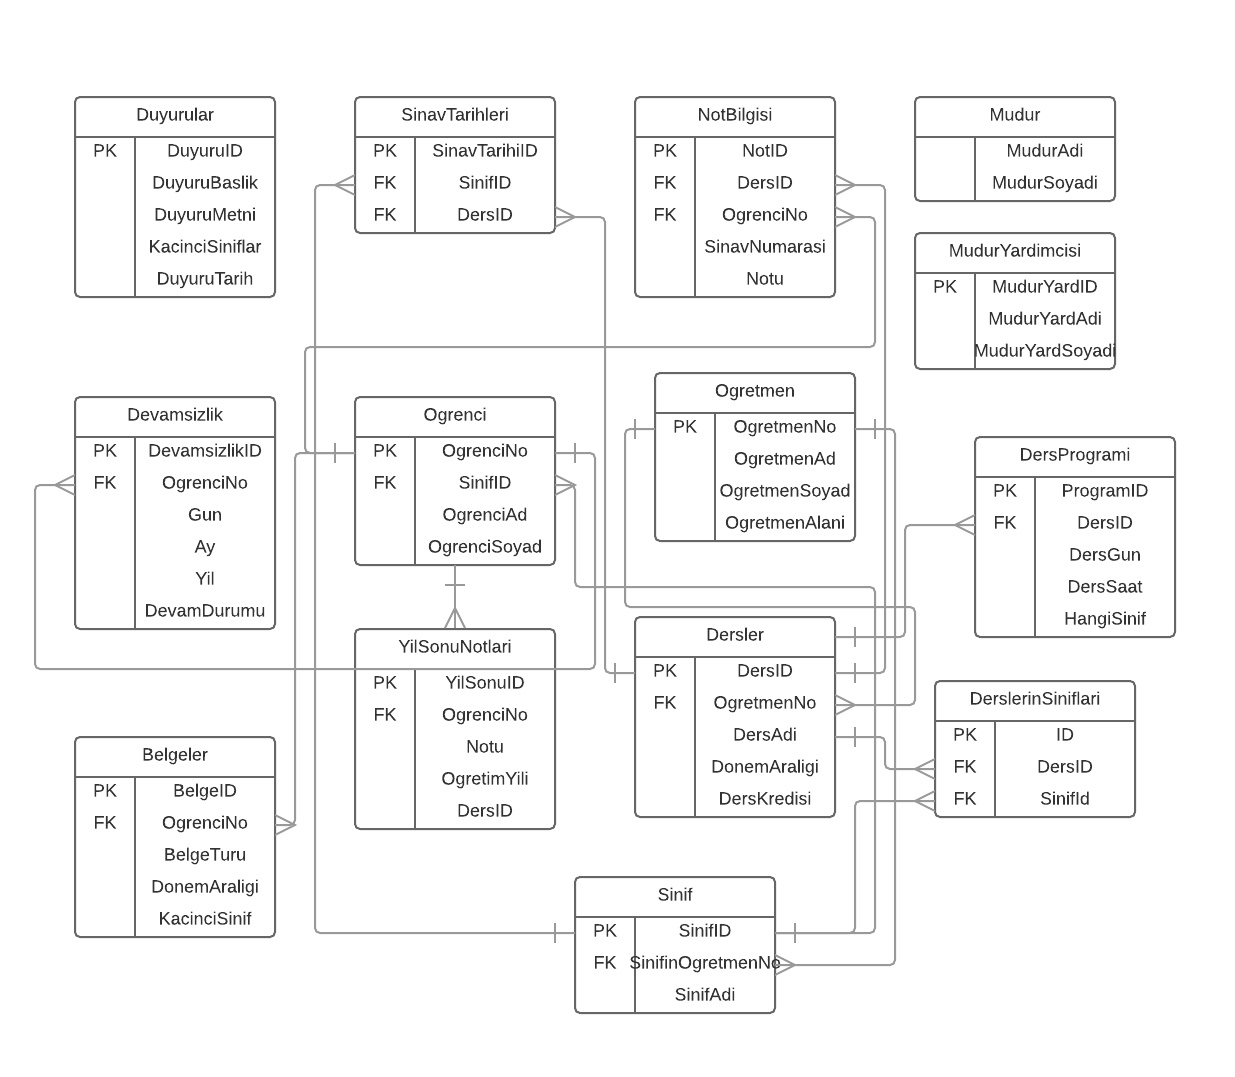 Duyurular
PK DuyuruID
DuyuruBaslik
DuyuruMetni
KacinciSiniflar
DuyuruTarih
SinavTarihleri
PK SinavTarihiID
FK SinifID
FK DersID
NotBilgisi
PK NotID
FK DersID
FK OgrenciNo
SinavNumarasi
Notu
Mudur
MudurAdi
MudurSoyadi
MudurYardimcisi
PK MudurYardID
MudurYardAdi
MudurYardSoyadi
Devamsizlik
PK DevamsizlikID
FK OgrenciNo
Gun
Ay
Yil
DevamDurumu
Ogrenci
PK OgrenciNo
FK SinifID
OgrenciAd
OgrenciSoyad
Ogretmen
PK OgretmenNo
OgretmenAd
OgretmenSoyad
OgretmenAlani
DersProgrami
PK ProgramID
FK DersID
DersGun
DersSaat
HangiSinif
YilSonuNotlari
PK YilSonuID
FK OgrenciNo
Notu
OgretimYili
DersID
Dersler
PK DersID
FK OgretmenNo
DersAdi
DonemAraligi
DersKredisi
DerslerinSiniflari
PK ID
FK DersID
FK SinifId
Belgeler
PK BelgeID
FK OgrenciNo
BelgeTuru
DonemAraligi
KacinciSinif
Sinif
PK SinifID
FK SinifinOgretmenNo
SinifAdi